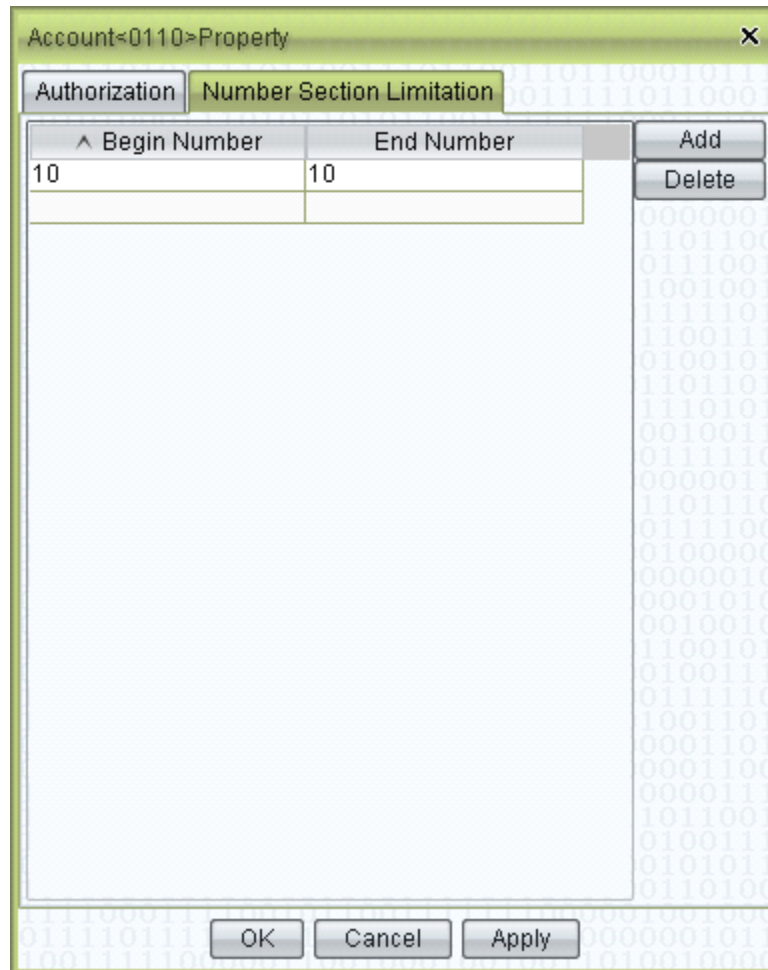 Account<0110>Property
Authorization Number Section Limitation
Begin Number End Number Add
10 10 Delete
OK Cancel Apply